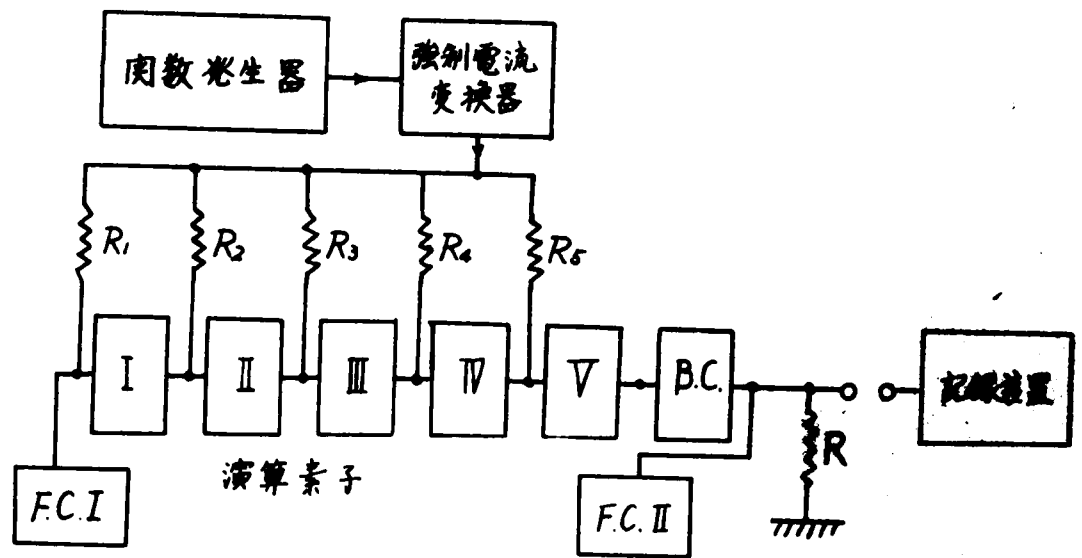 関数発生器
強制電流
変換器
R₁
R₂
R₃
R₄
R₅
I
II
III
IV
V
B.C.
記録装置
R
演算素子
F.C.I
F.C.II